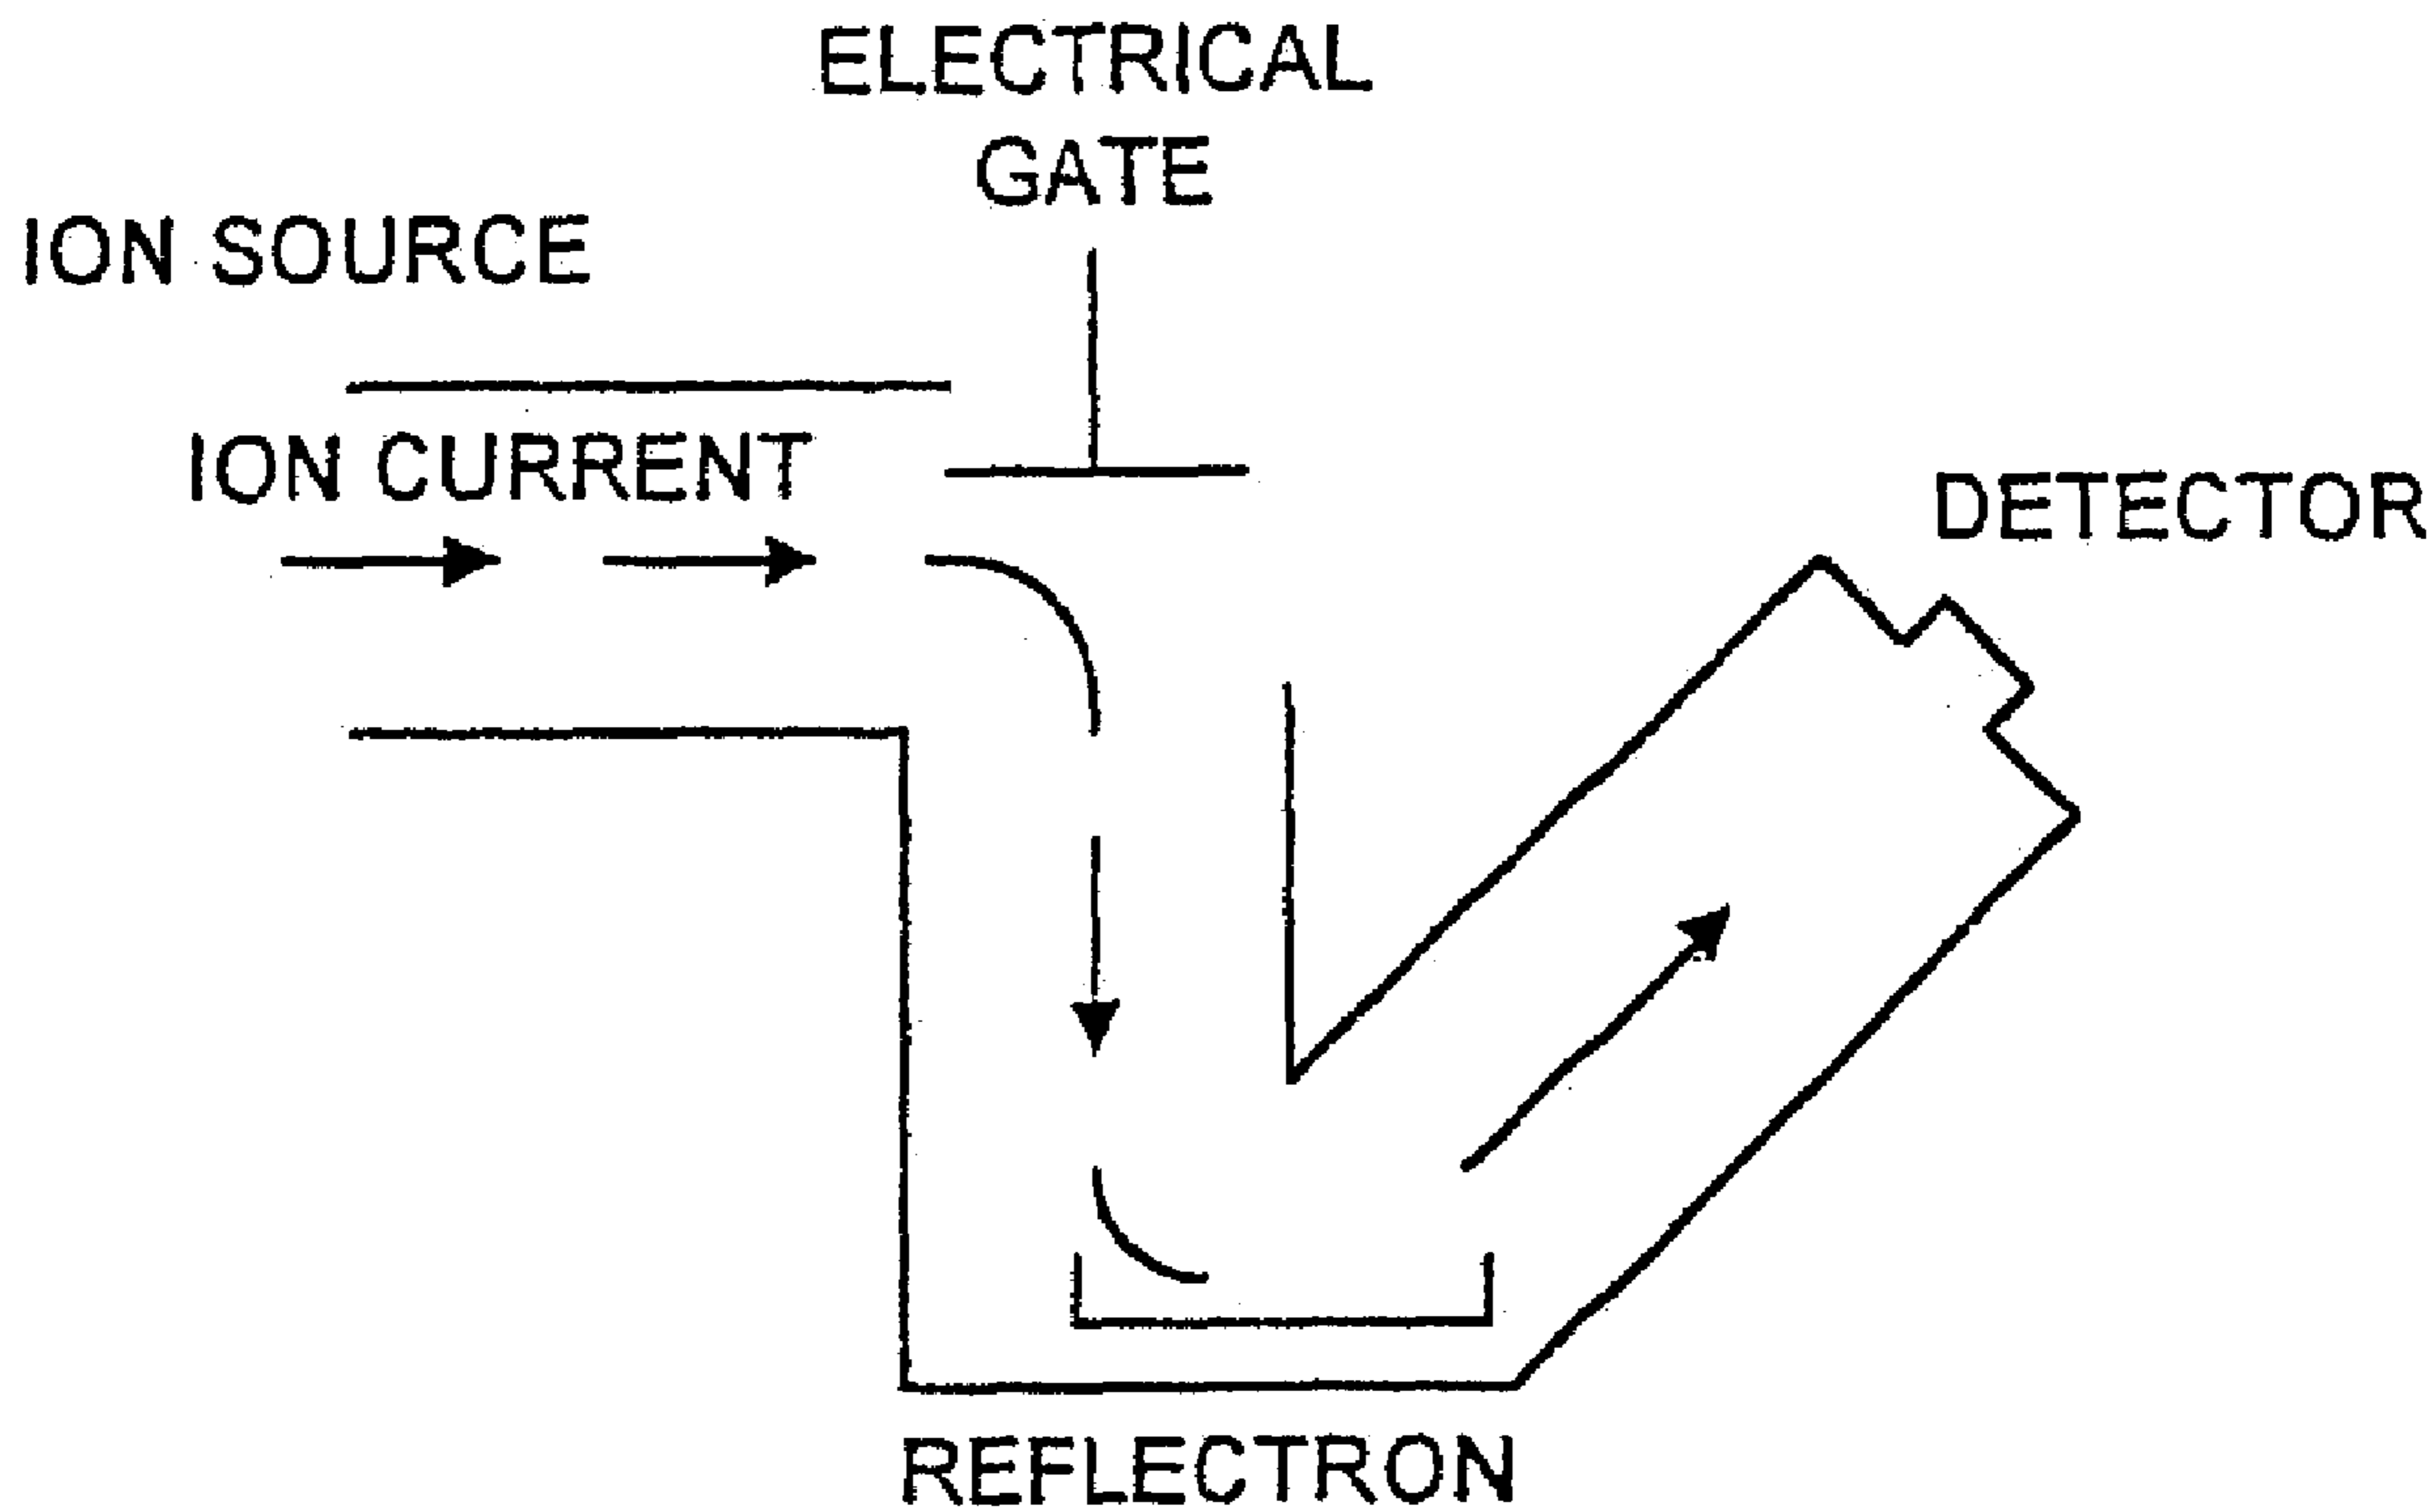 ELECTRICAL
GATE
ION SOURCE
ION CURRENT
DETECTOR
REFLECTRON